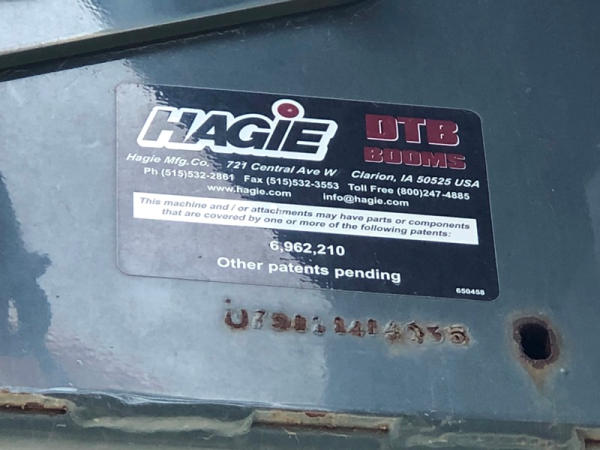 HAGIE DTB
BOOMS
Hagie Mfg.Co. 721 Central Ave W Clarion, IA 50525 USA
Ph (515)532-2861 Fax (515)532-3553 Toll Free (800)247-4885
www.hagie.com info@hagie.com
This machine and / or attachments may have parts or components
that are covered by one or more of the following patents:
6,962,210
Other patents pending
650458